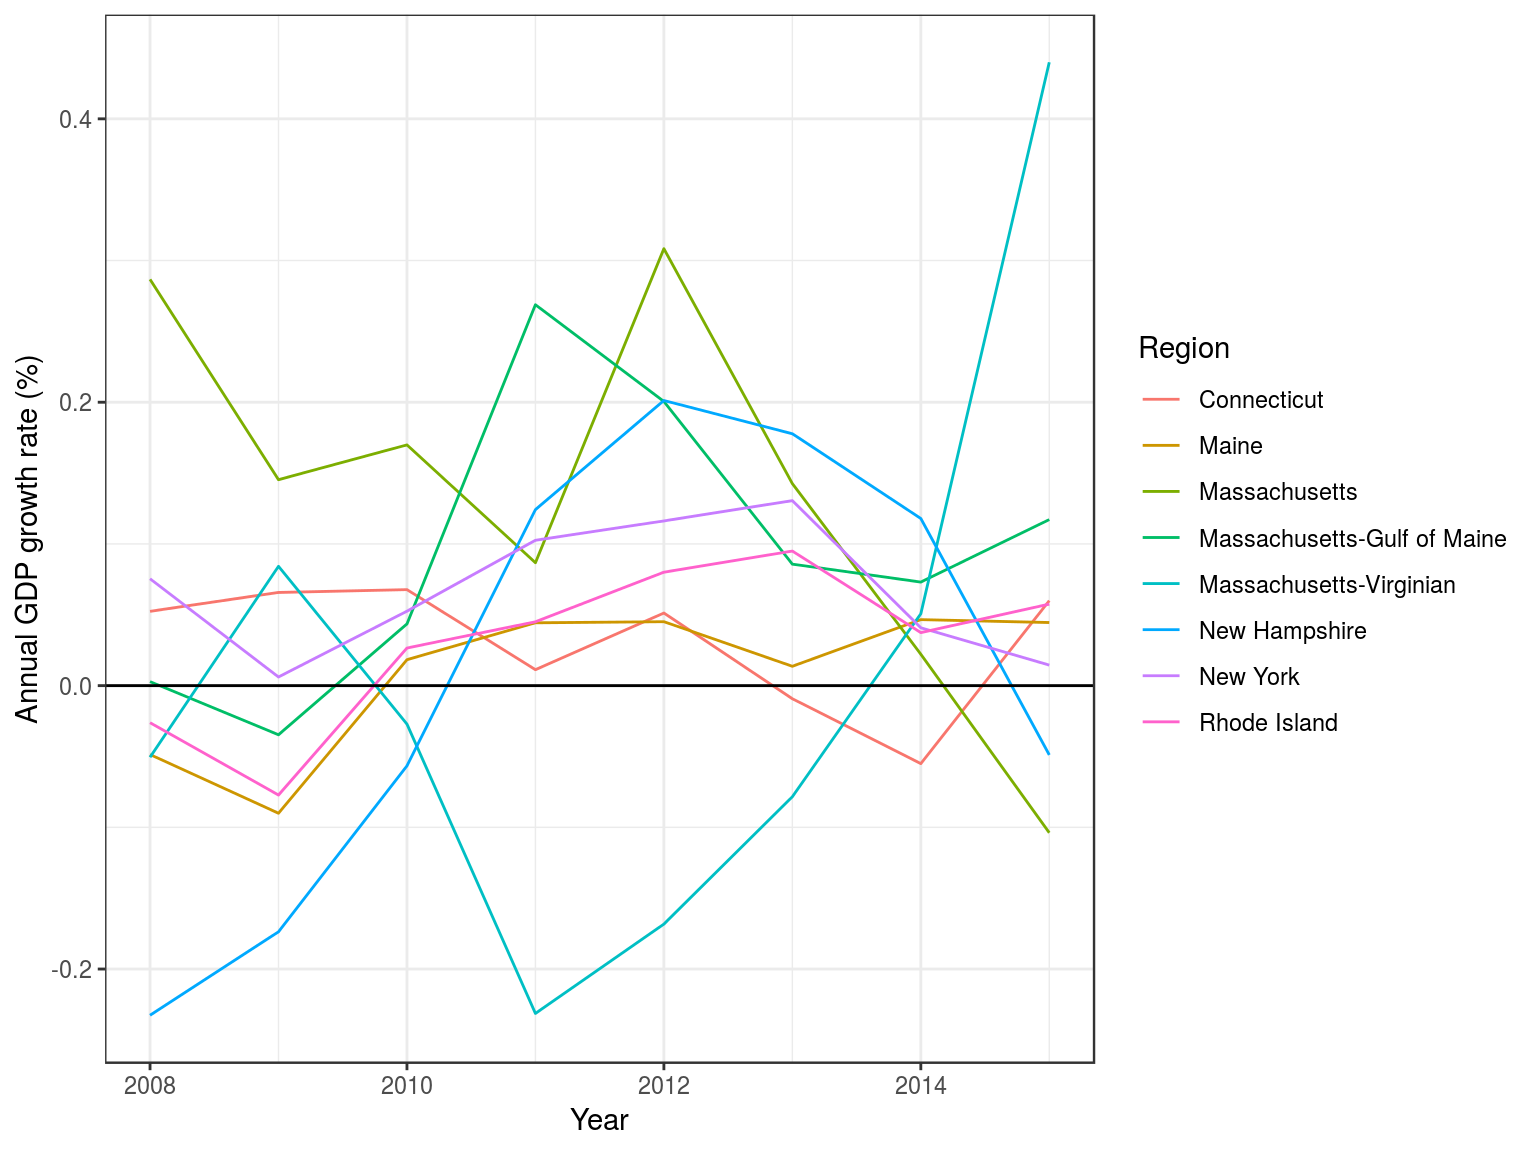 0.4
0.2
0.0
-0.2
Annual GDP growth rate (%)
2008 2010 2012 2014
Year
Region
Connecticut
Maine
Massachusetts
Massachusetts-Gulf of Maine
Massachusetts-Virginian
New Hampshire
New York
Rhode Island